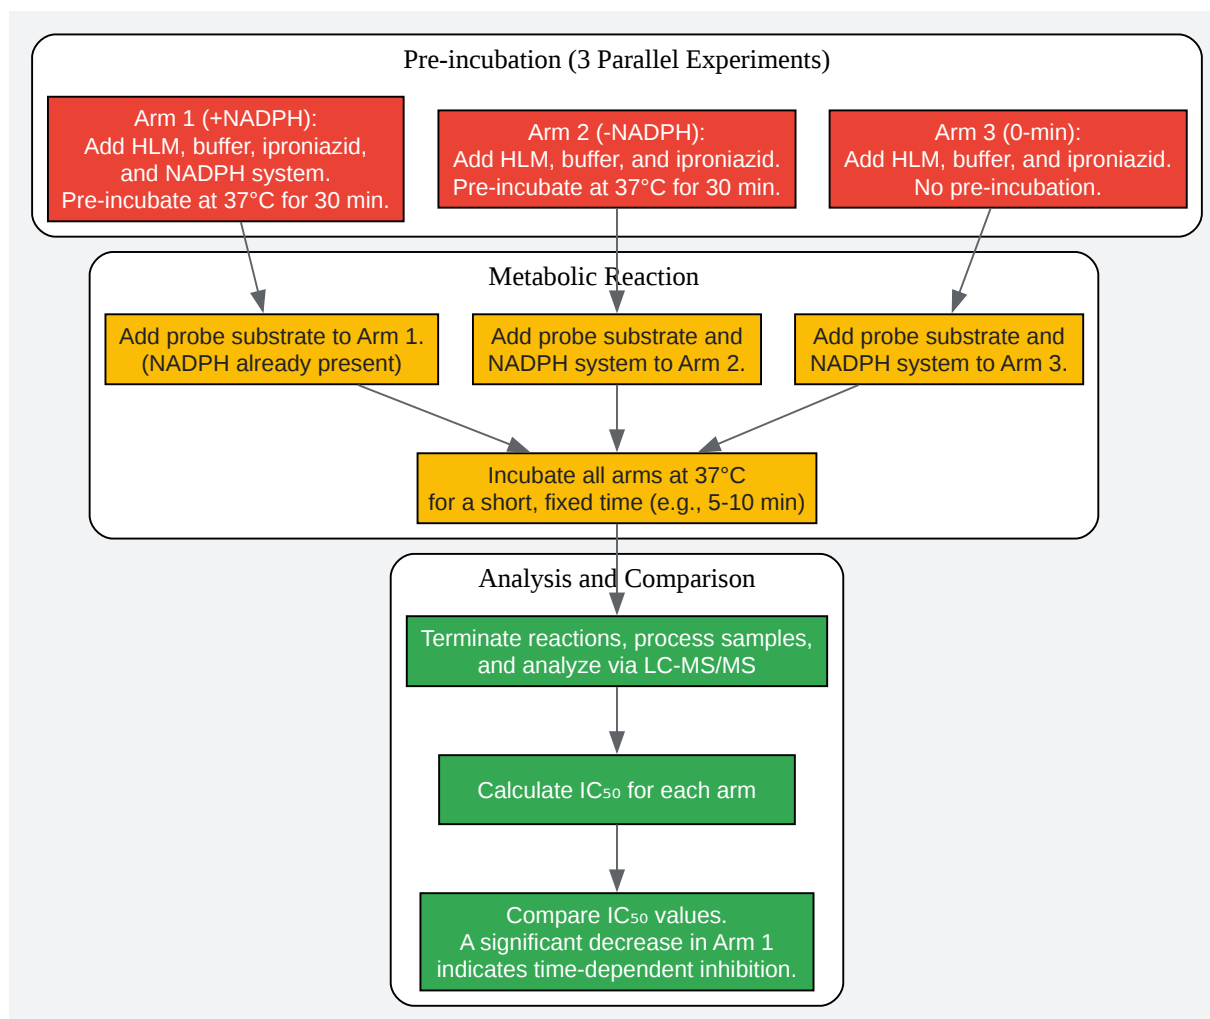 Pre-incubation (3 Parallel Experiments)
Arm 1 (+NADPH):
Add HLM, buffer, iproniazid,
and NADPH system.
Pre-incubate at 37°C for 30 min.
Arm 2 (-NADPH):
Add HLM, buffer, and iproniazid.
Pre-incubate at 37°C for 30 min.
Arm 3 (0-min):
Add HLM, buffer, and iproniazid.
No pre-incubation.
Metabolic Reaction
Add probe substrate to Arm 1.
(NADPH already present)
Add probe substrate and
NADPH system to Arm 2.
Add probe substrate and
NADPH system to Arm 3.
Incubate all arms at 37°C
for a short, fixed time (e.g., 5-10 min)
Analysis and Comparison
Terminate reactions, process samples,
and analyze via LC-MS/MS
Calculate IC₅₀ for each arm
Compare IC₅₀ values.
A significant decrease in Arm 1
indicates time-dependent inhibition.